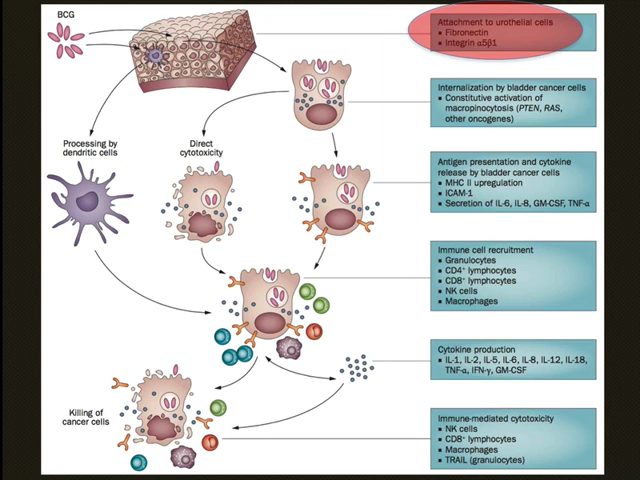 BCG
Attachment to urothelial cells
▪ Fibronectin
▪ Integrin α5β1
Internalization by bladder cancer cells
▪ Constitutive activation of
macropinocytosis (PTEN, RAS,
other oncogenes)
Processing by
dendritic cells
Direct
cytotoxicity
Antigen presentation and cytokine
release by bladder cancer cells
▪ MHC II upregulation
▪ ICAM-1
▪ Secretion of IL-6, IL-8, GM-CSF, TNF-α
Immune cell recruitment
▪ Granulocytes
▪ CD4⁺ lymphocytes
▪ CD8⁺ lymphocytes
▪ NK cells
▪ Macrophages
Cytokine production
▪ IL-1, IL-2, IL-5, IL-6, IL-8, IL-12, IL-18,
TNF-α, IFN-γ, GM-CSF
Killing of
cancer cells
Immune-mediated cytotoxicity
▪ NK cells
▪ CD8⁺ lymphocytes
▪ Macrophages
▪ TRAIL (granulocytes)